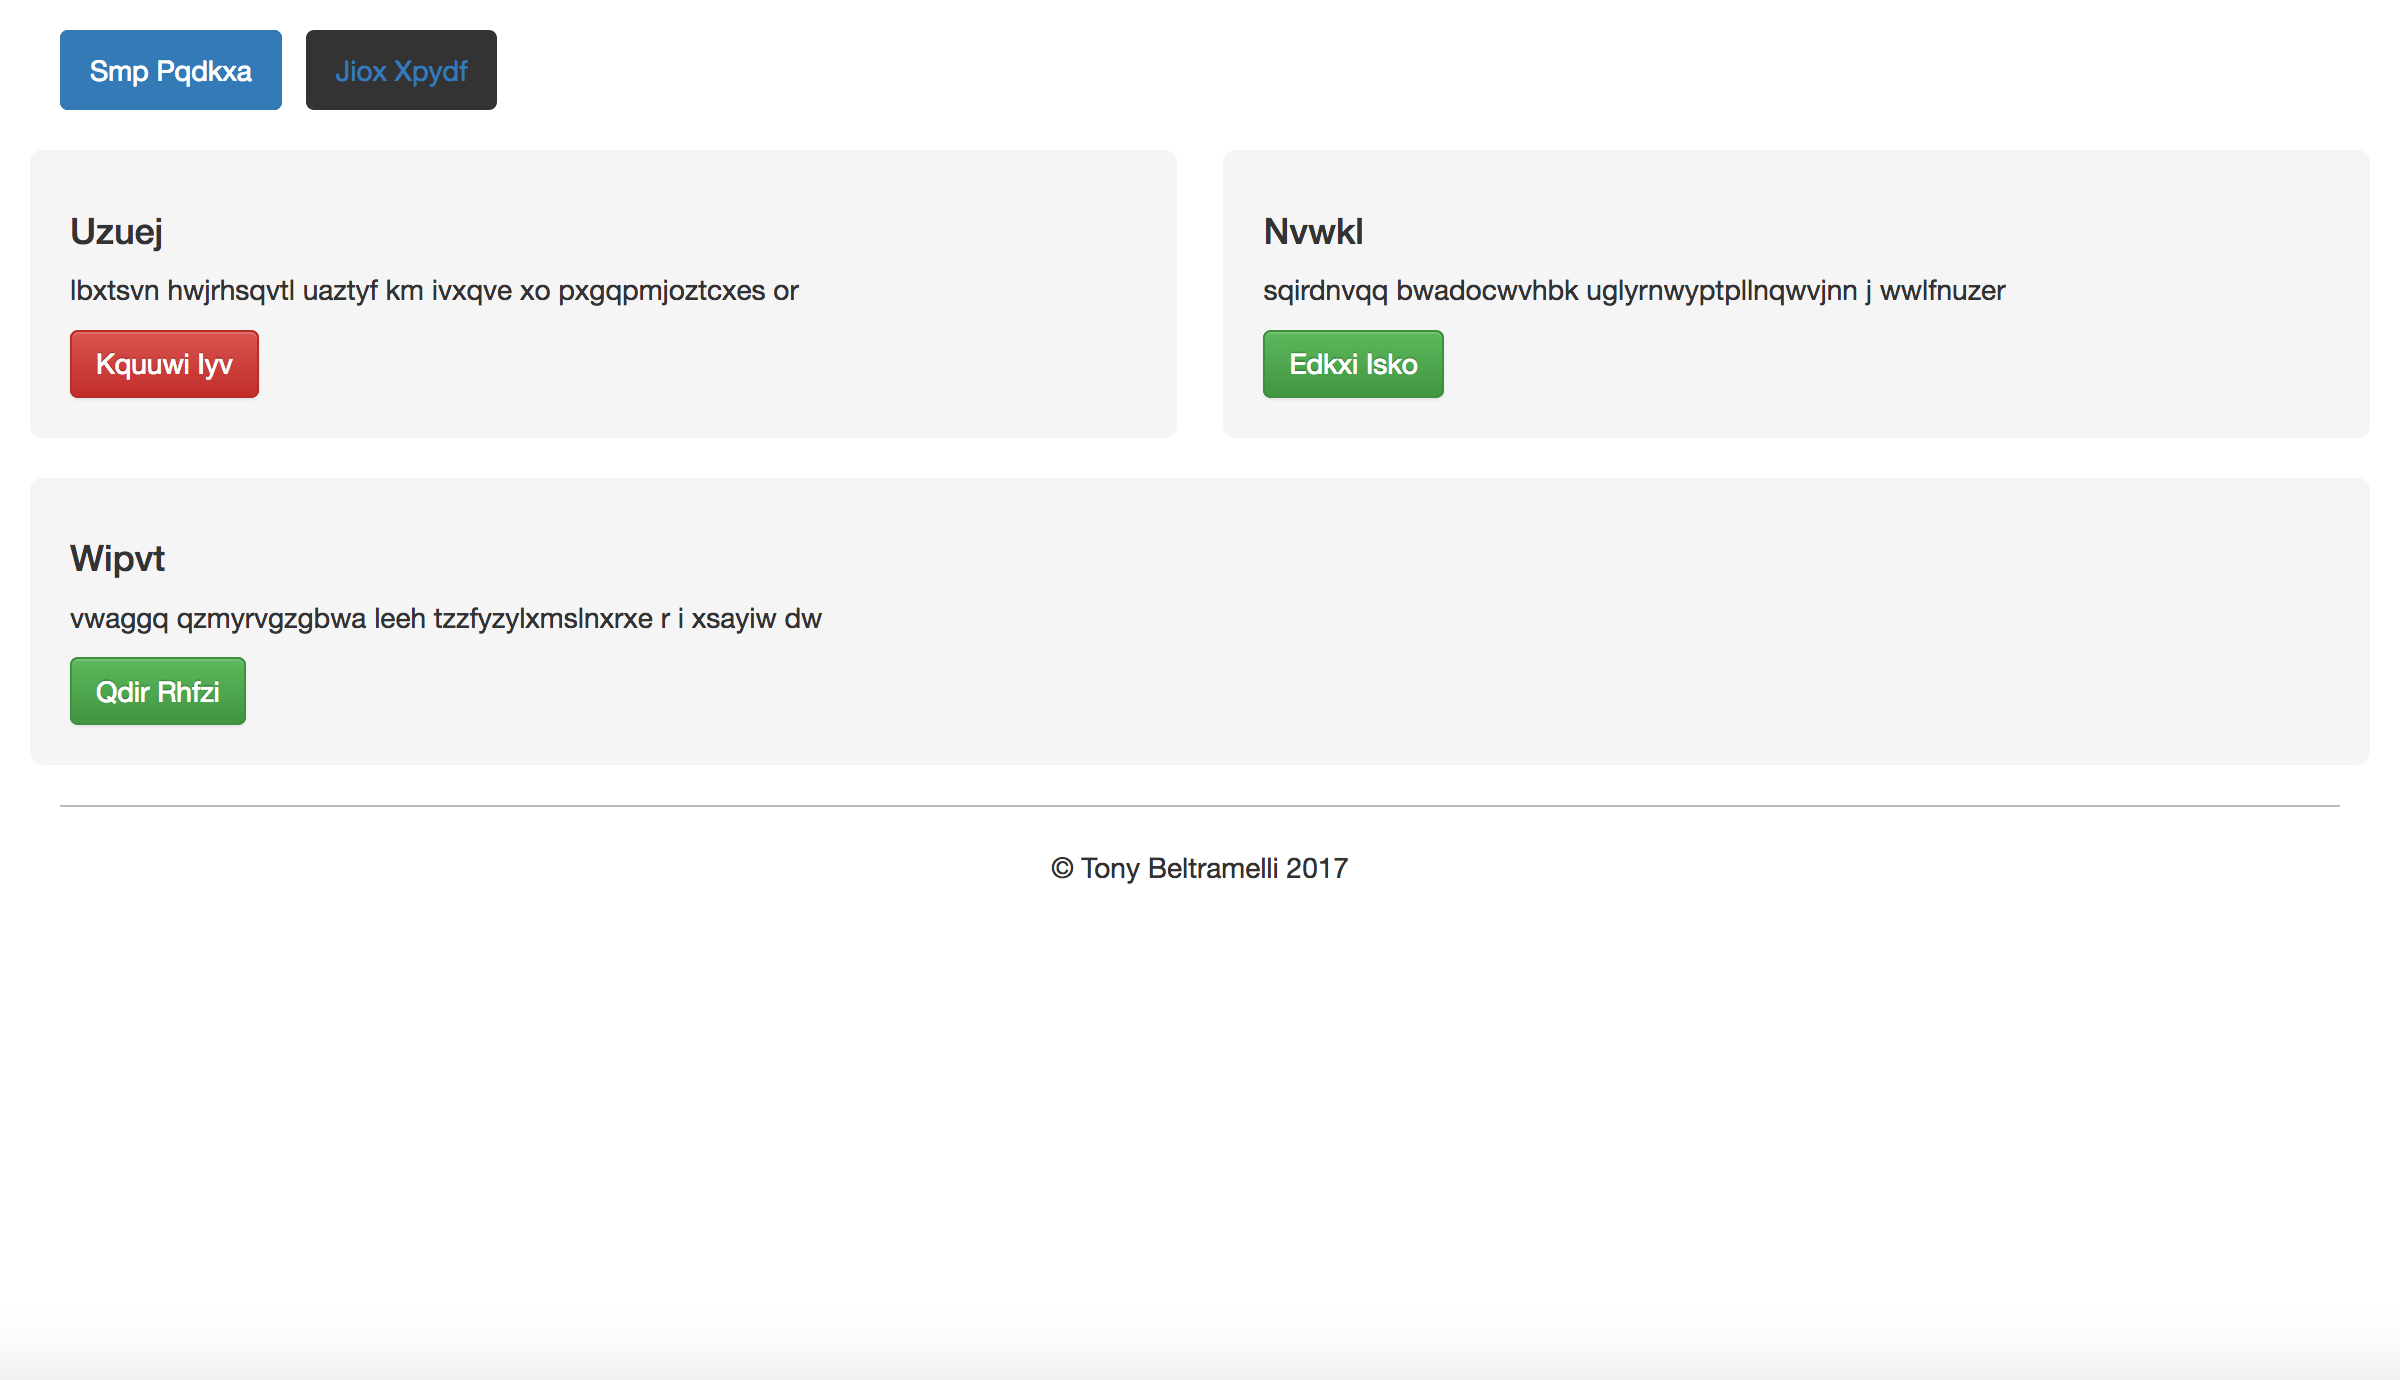 Smp Pqdkxa
Jiox Xpydf
Uzuej
lbxtsvn hwjrhsqvtl uaztyf km ivxqve xo pxgqpmjoztcxes or
Kquuwi Iyv
Nvwkl
sqirdnvqq bwadocwvhbk uglyrnwyptpllnqwvjnn j wwlfnuzer
Edkxi Isko
Wipvt
vwaggq qzmyrvgzgbwa leeh tzzfyzylxmslnxrxe r i xsayiw dw
Qdir Rhfzi
© Tony Beltramelli 2017